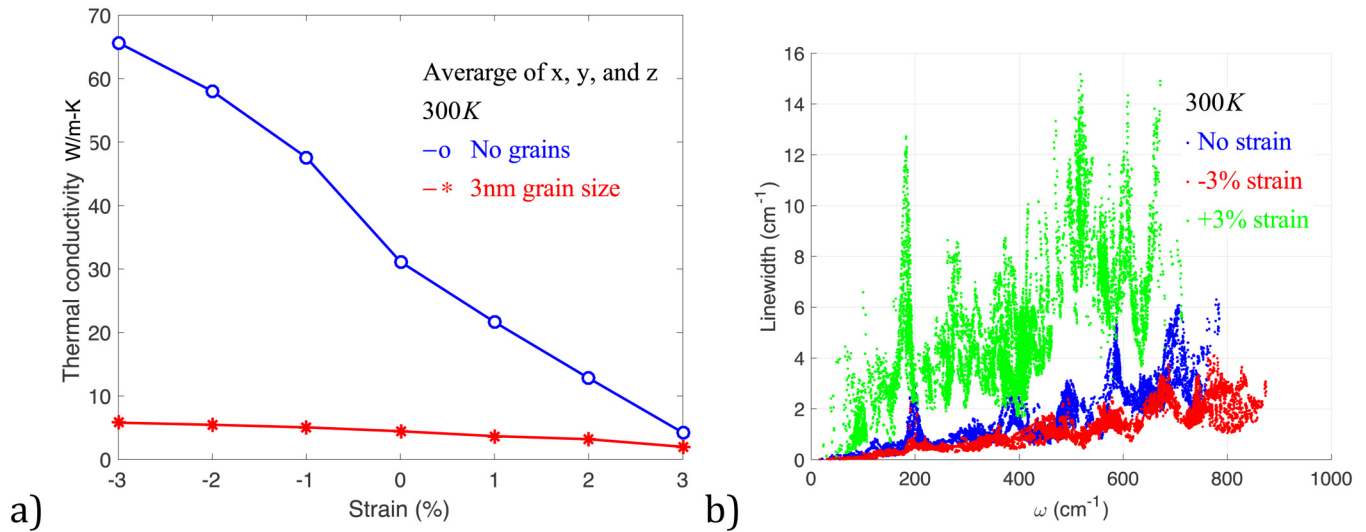 70
60
50
40
30
20
10
0
-3
-2
-1
0
1
2
3
Thermal conductivity W/m-K
Strain (%)
Averarge of x, y, and z
300K
No grains
3nm grain size
a)
16
14
12
10
8
6
4
2
0
0
200
400
600
800
1000
Linewidth (cm⁻¹)
ω (cm⁻¹)
300K
No strain
-3% strain
+3% strain
b)